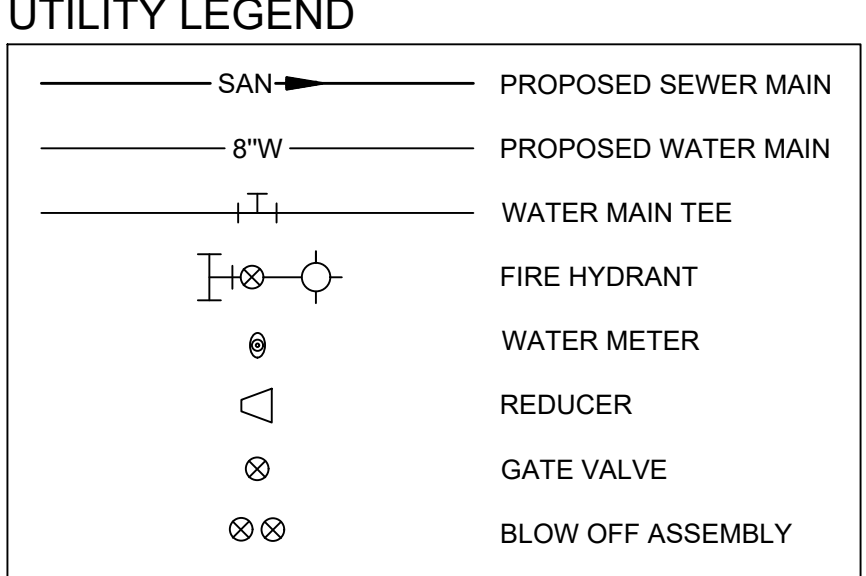 UTILITY LEGEND
SAN PROPOSED SEWER MAIN
8"W PROPOSED WATER MAIN
WATER MAIN TEE
FIRE HYDRANT
WATER METER
REDUCER
GATE VALVE
BLOW OFF ASSEMBLY